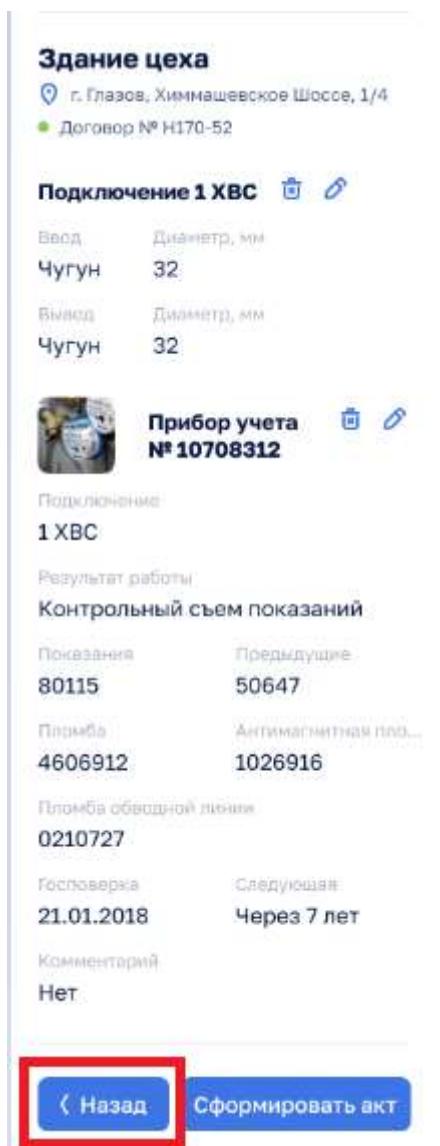 Здание цеха
г. Глазов, Химмашевское Шоссе, 1/4
Договор № Н170-52
Подключение 1 ХВС
Ввод Диаметр, мм
Чугун 32
Вывод Диаметр, мм
Чугун 32
Прибор учета
№ 10708312
Подключение
1 ХВС
Результат работы
Контрольный съем показаний
Показания Предыдущие
80115 50647
Пломба Антимагнитная пло...
4606912 1026916
Пломба обводной линии
0210727
Госповерка Следующая
21.01.2018 Через 7 лет
Комментарий
Нет
Назад Сформировать акт